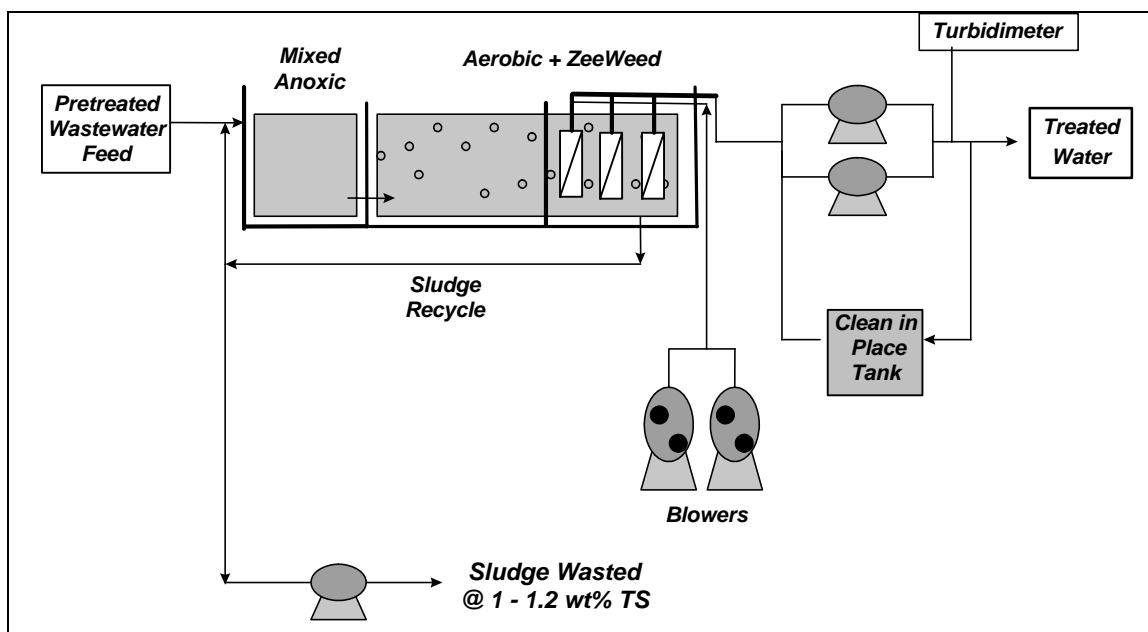 Turbidimeter
Mixed
Anoxic
Aerobic + ZeeWeed
Pretreated
Wastewater
Feed
Treated
Water
Sludge
Recycle
Clean in
Place
Tank
Blowers
Sludge Wasted
@ 1 - 1.2 wt% TS